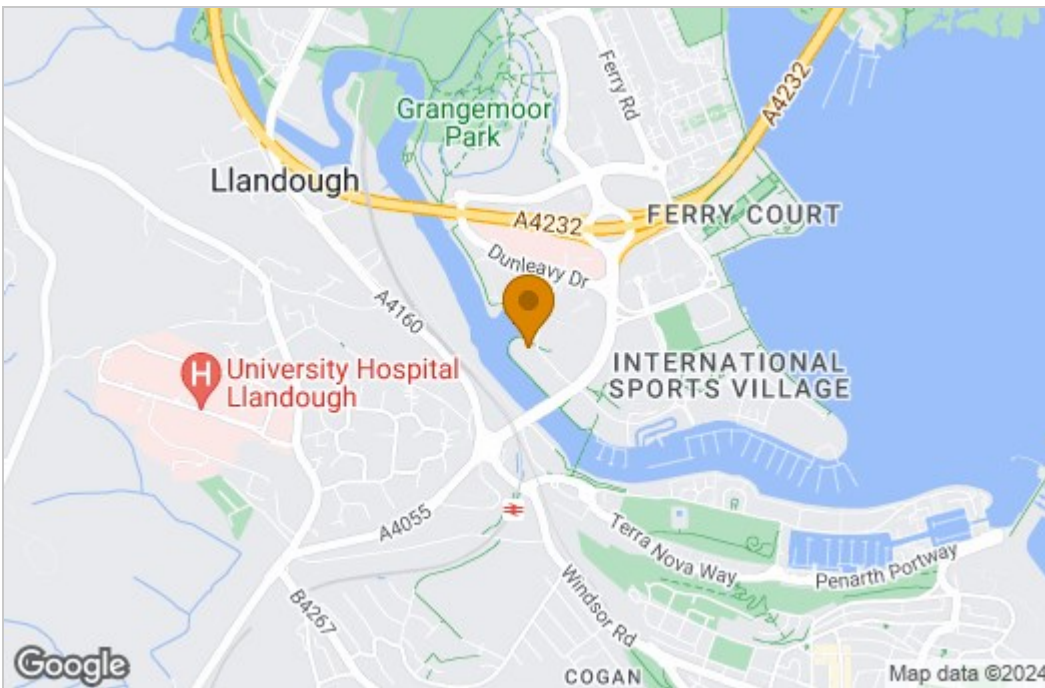 Ferry Rd
A4232
Grangemoor
Park
Llandough
A4232
FERRY COURT
Dunleavy Dr
A4160
INTERNATIONAL
SPORTS VILLAGE
H
University Hospital
Llandough
A4055
Terra Nova Way
Penarth Portway
B4267
Windsor Rd
COGAN
Google
Map data ©2024